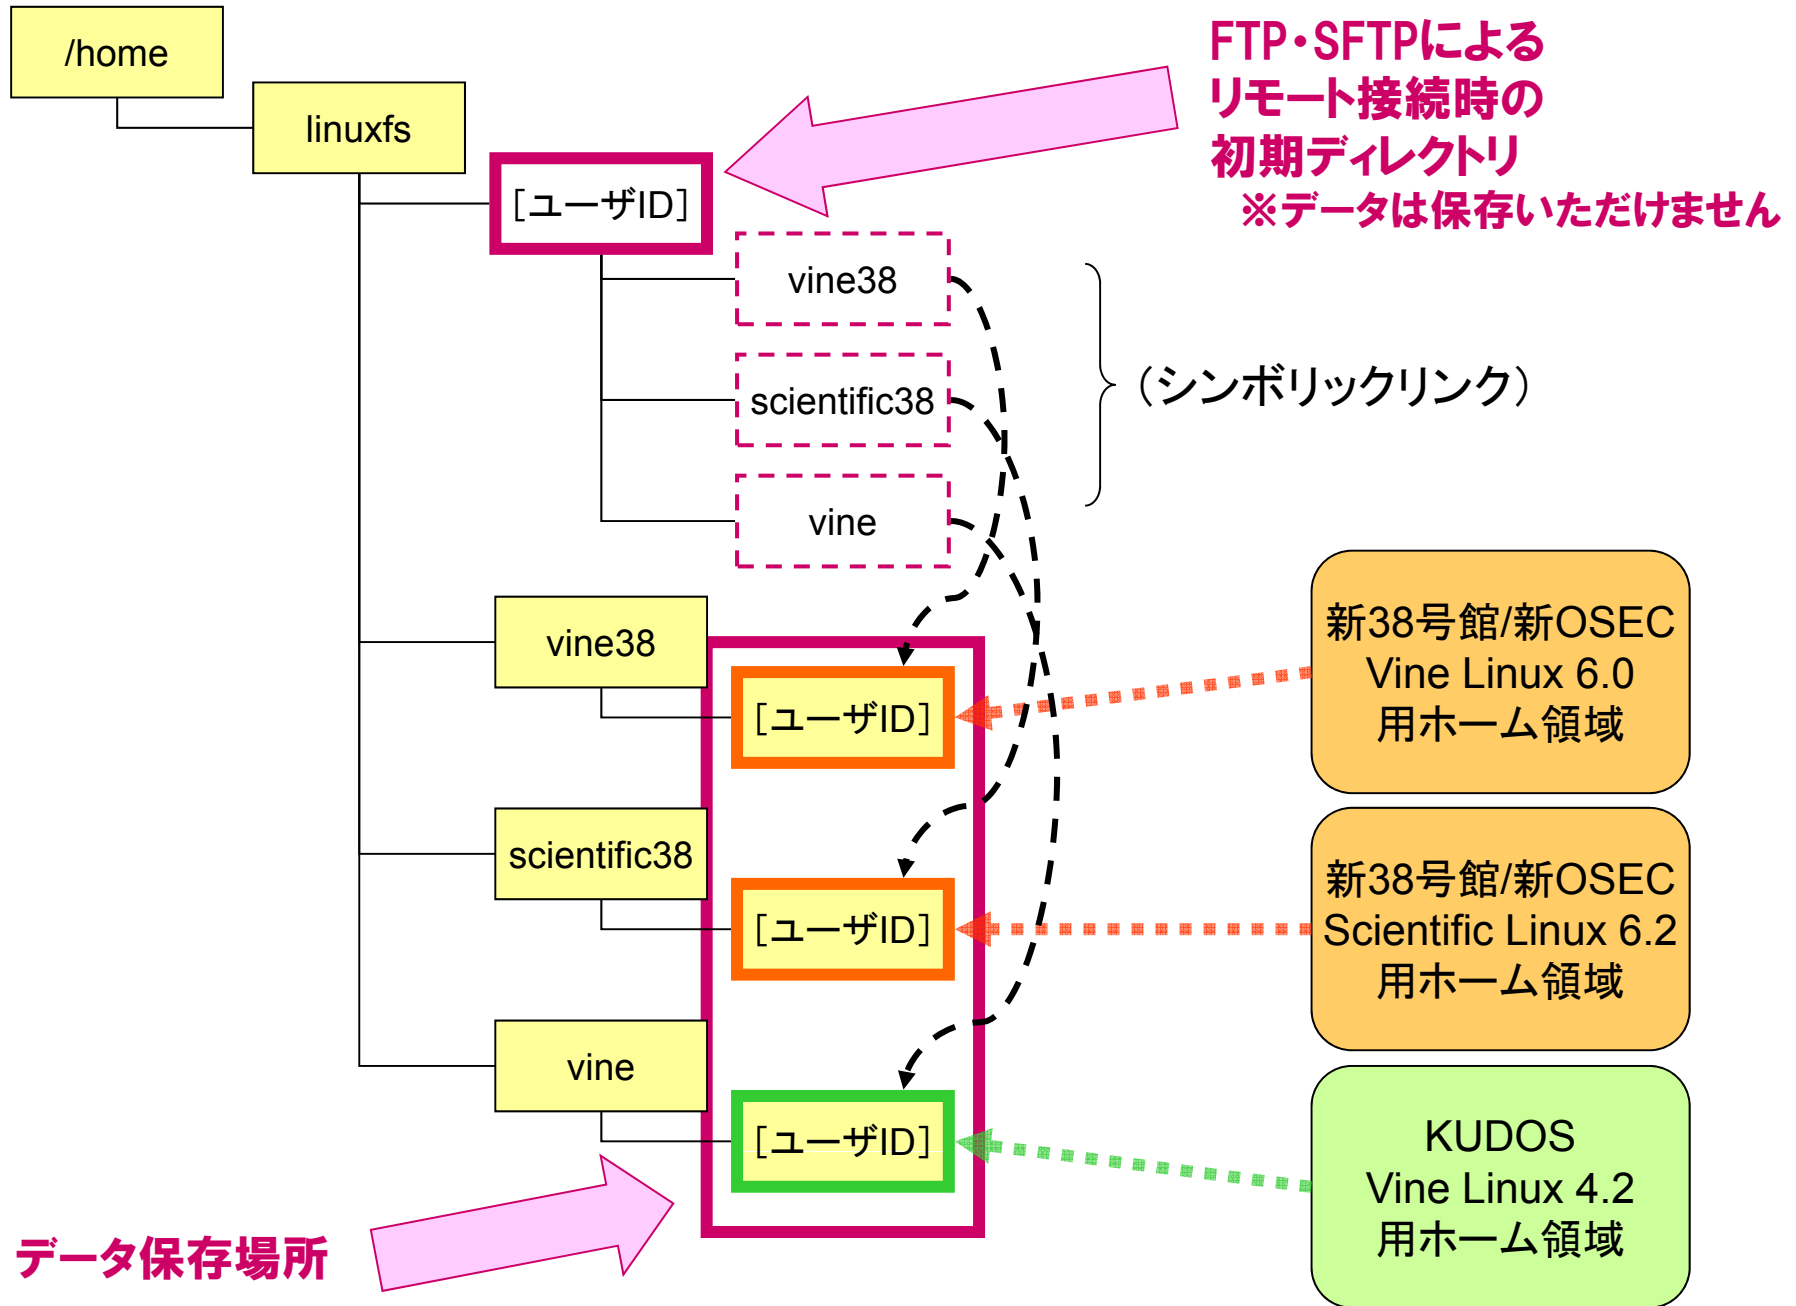 /home
linuxfs
[ユーザID]
FTP・SFTPによる
リモート接続時の
初期ディレクトリ
※データは保存いただけません
vine38
scientific38
vine
(シンボリックリンク)
vine38
[ユーザID]
新38号館/新OSEC
Vine Linux 6.0
用ホーム領域
scientific38
[ユーザID]
新38号館/新OSEC
Scientific Linux 6.2
用ホーム領域
vine
[ユーザID]
KUDOS
Vine Linux 4.2
用ホーム領域
データ保存場所